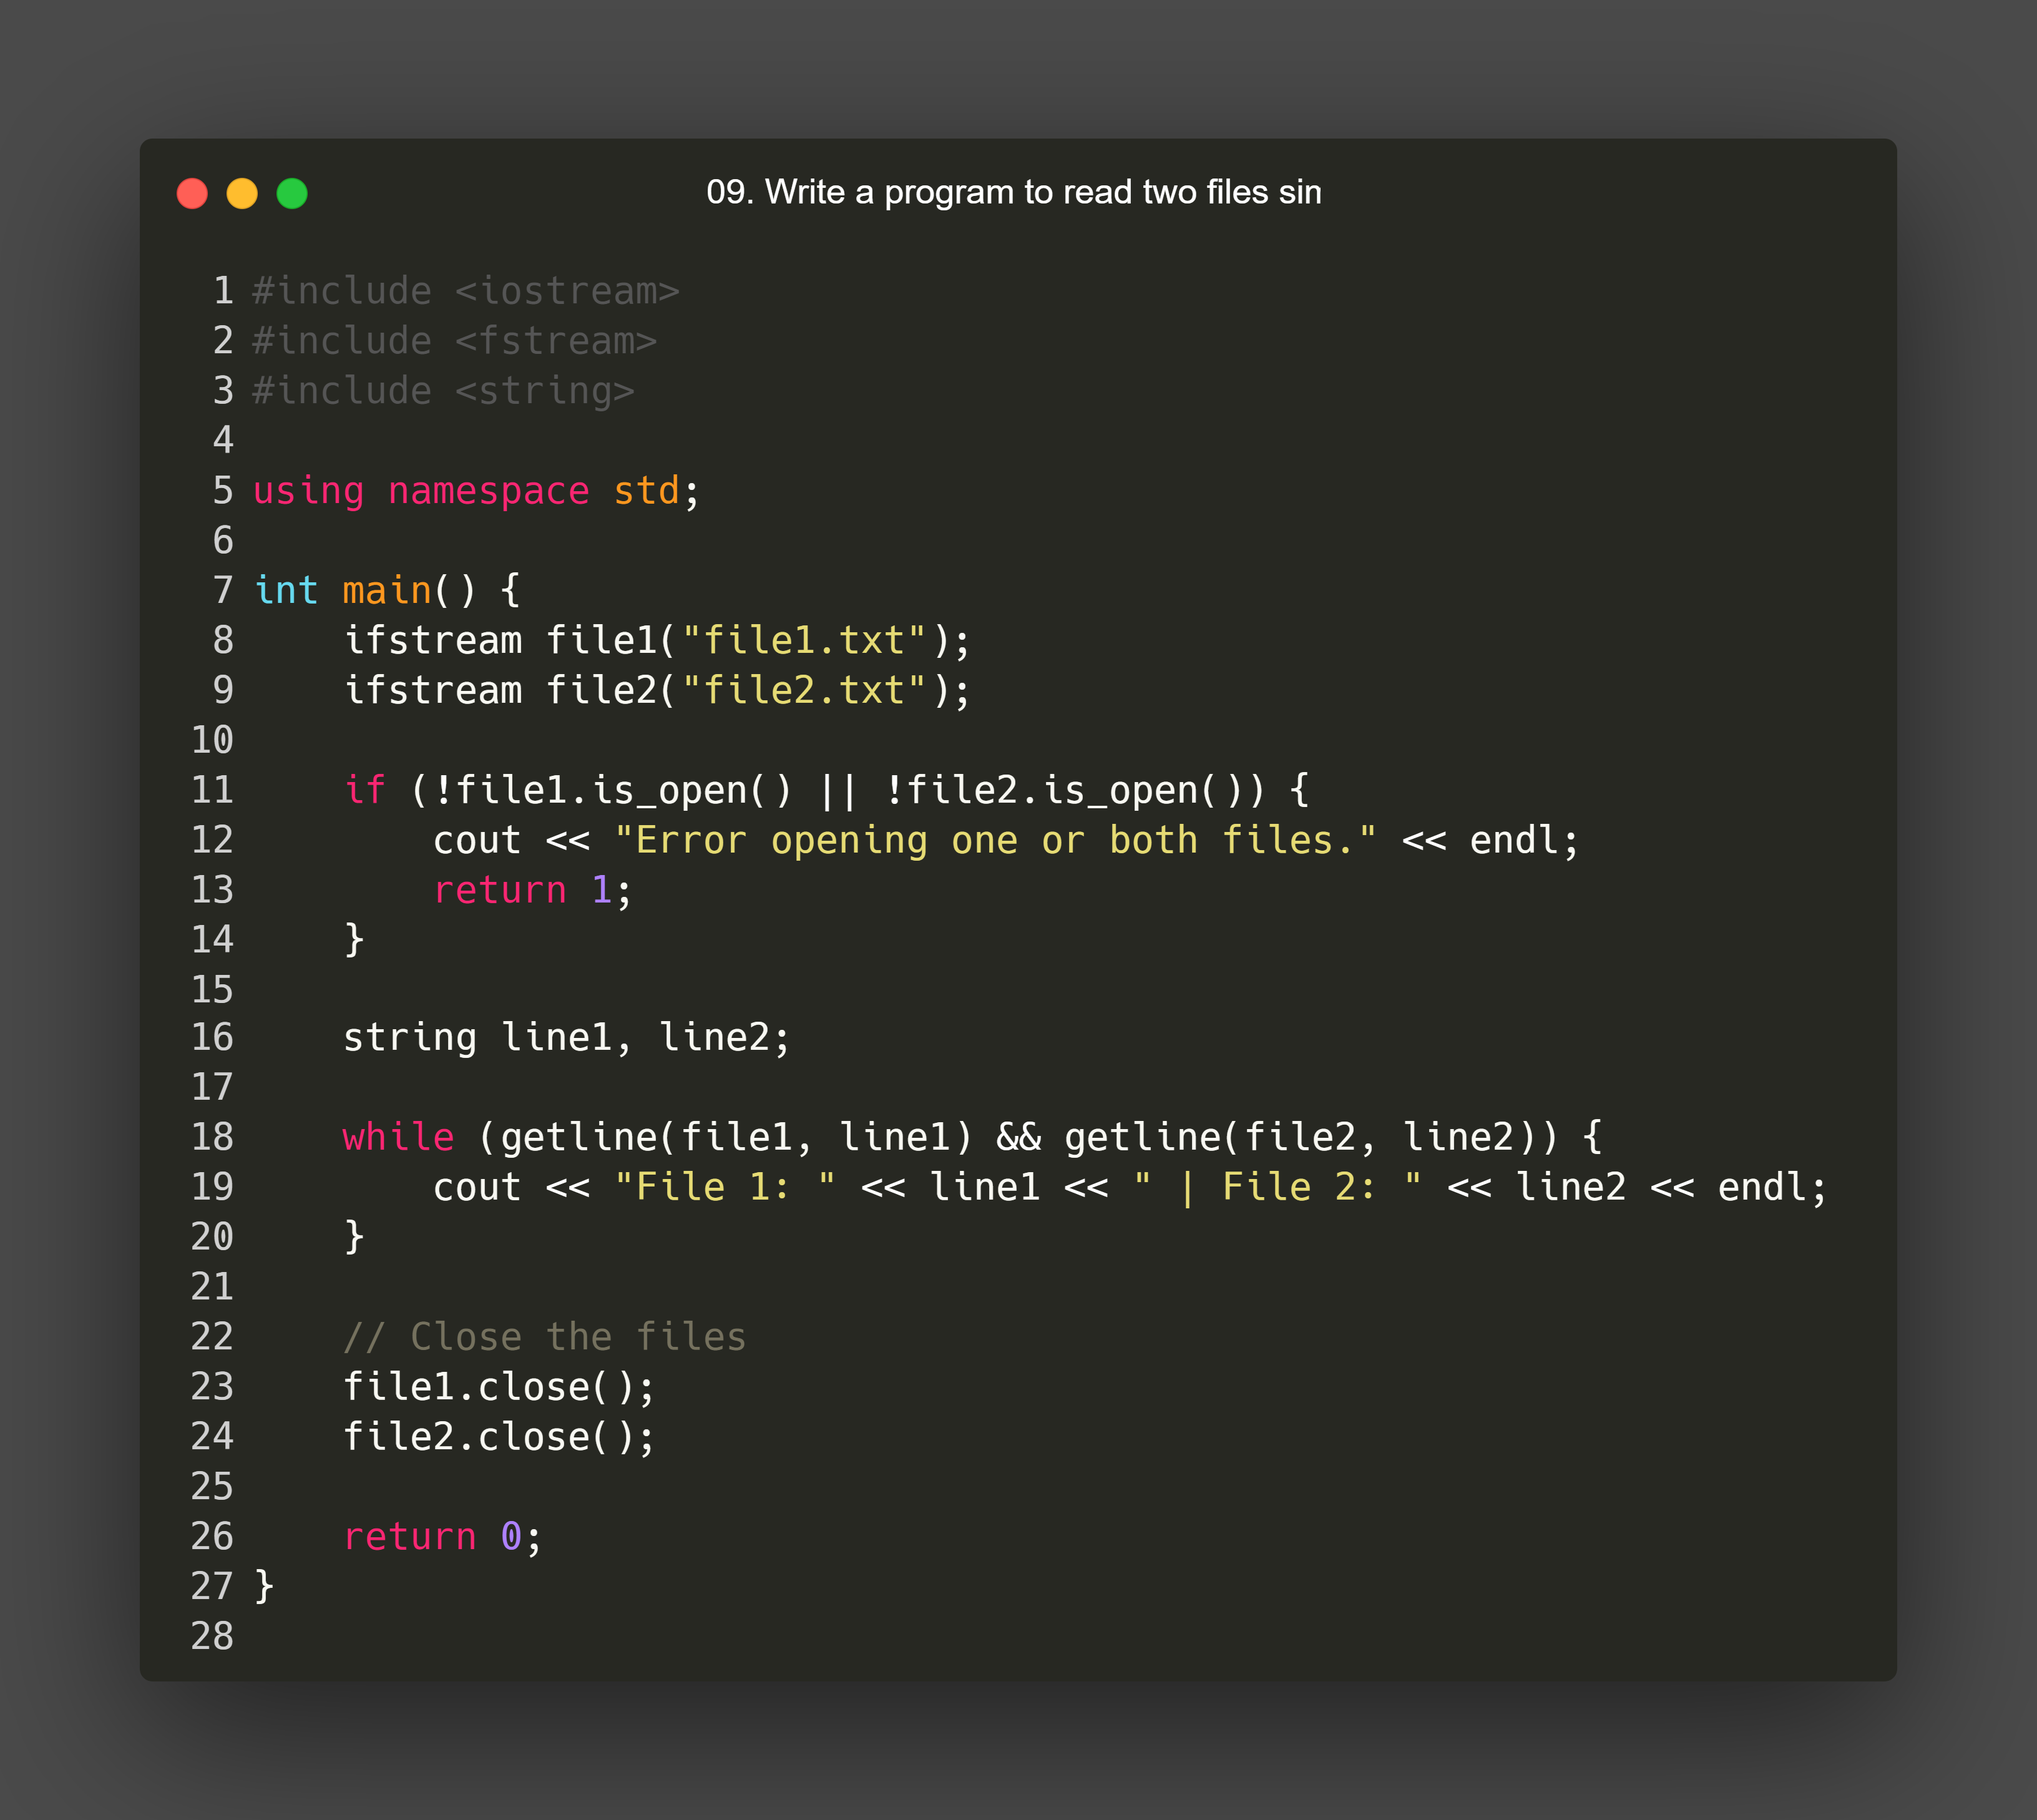 09. Write a program to read two files sin
1 #include <iostream>
2 #include <fstream>
3 #include <string>
4
5 using namespace std;
6
7 int main() {
8     ifstream file1("file1.txt");
9     ifstream file2("file2.txt");
10
11     if (!file1.is_open() || !file2.is_open()) {
12         cout << "Error opening one or both files." << endl;
13         return 1;
14     }
15
16     string line1, line2;
17
18     while (getline(file1, line1) && getline(file2, line2)) {
19         cout << "File 1: " << line1 << " | File 2: " << line2 << endl;
20     }
21
22     // Close the files
23     file1.close();
24     file2.close();
25
26     return 0;
27 }
28